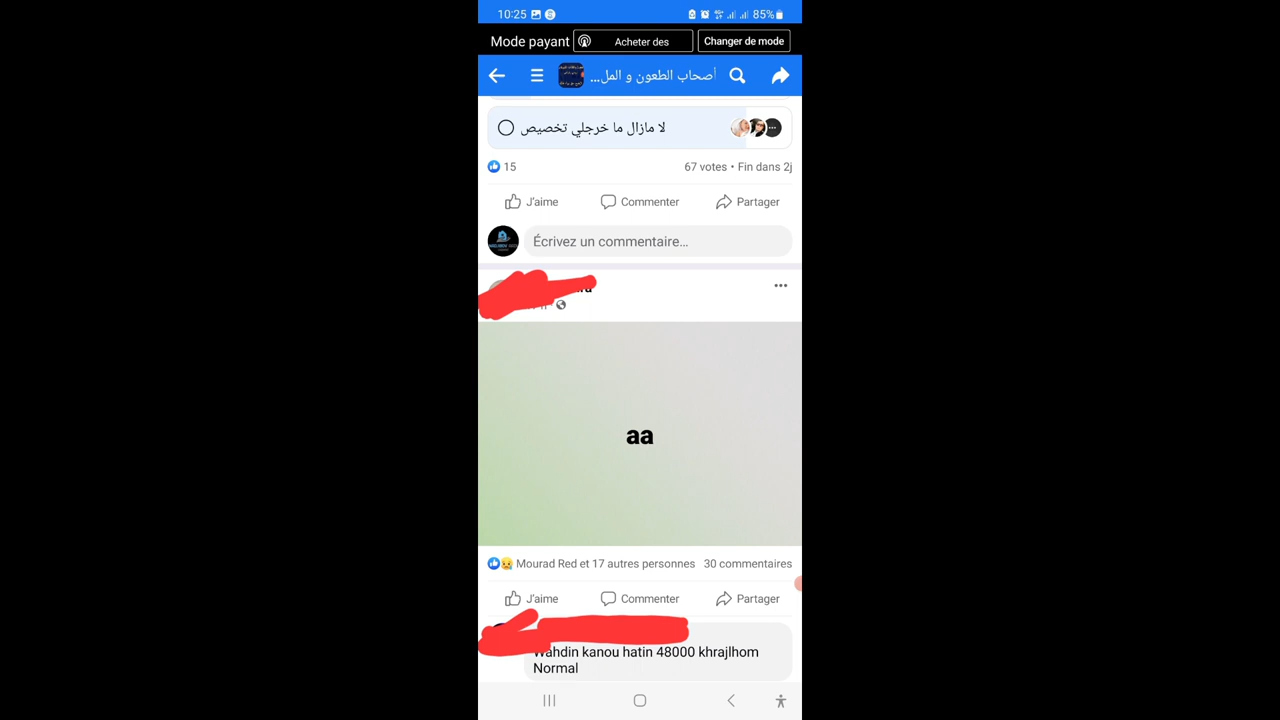 10:25 85%
Mode payant Acheter des Changer de mode
أصحاب الطعون و المل...
لا مازال ما خرجلي تخصيص
15 67 votes • Fin dans 2j
J'aime Commenter Partager
Écrivez un commentaire...
aa
Mourad Red et 17 autres personnes 30 commentaires
J'aime Commenter Partager
Wahdin kanou hatin 48000 khrajlhom
Normal